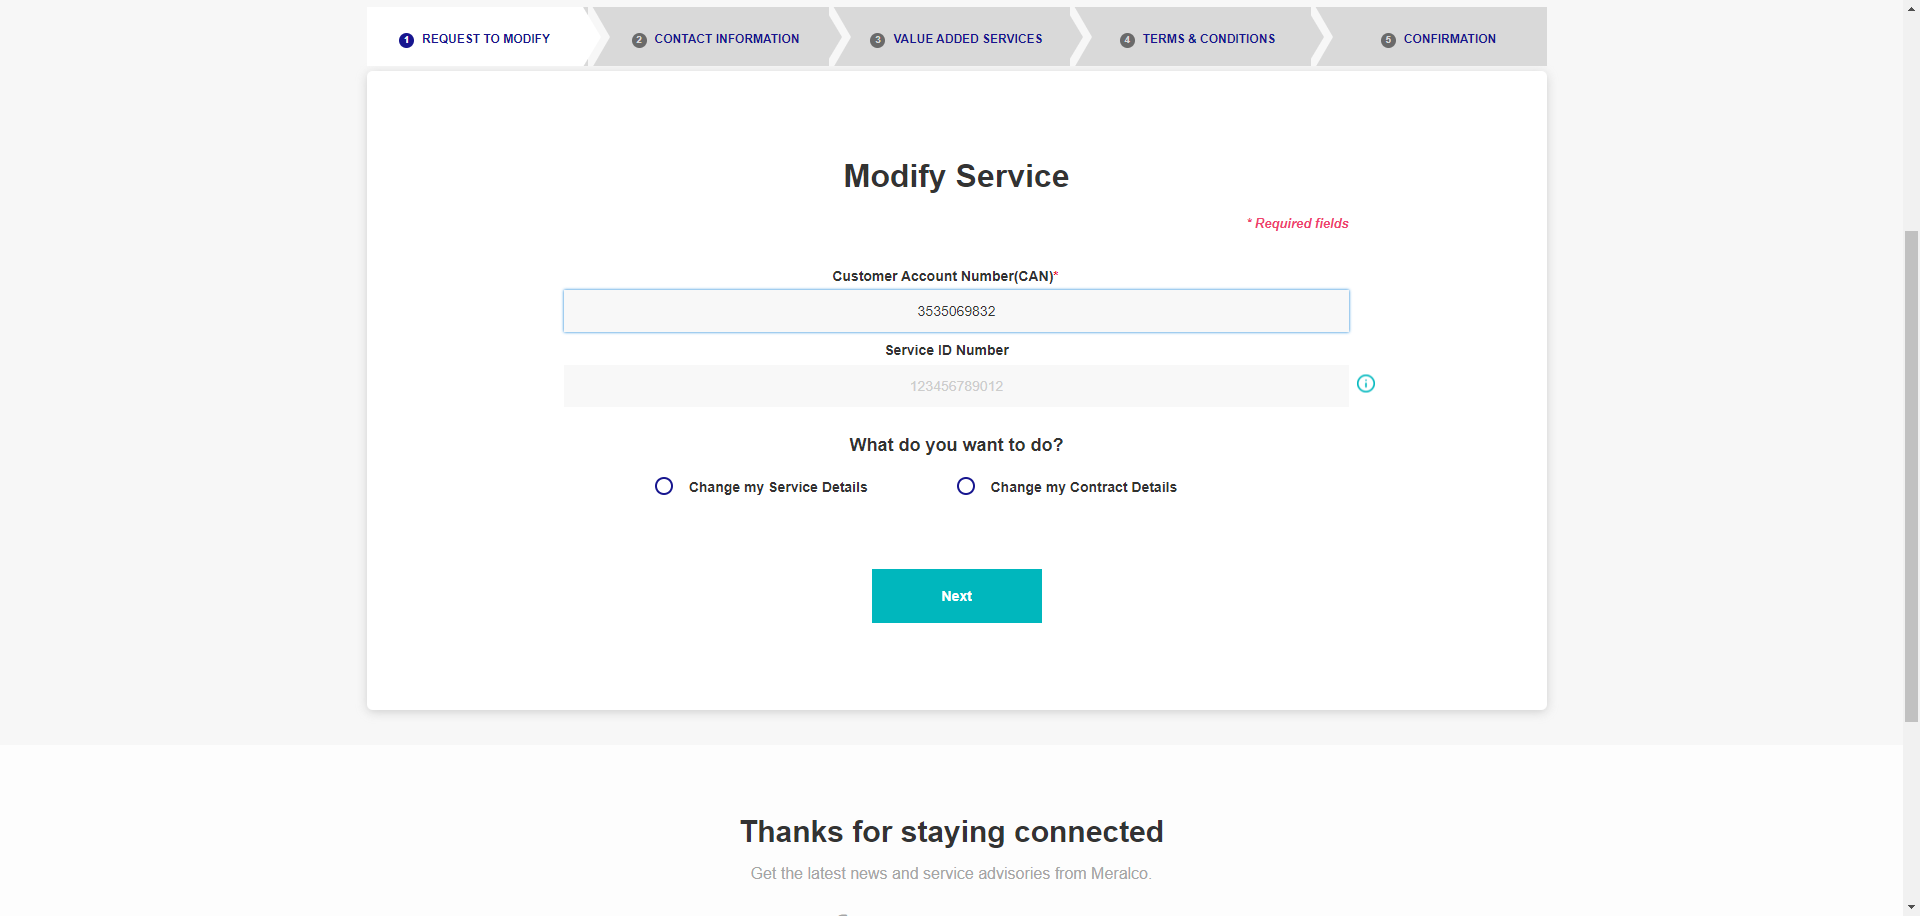 1 REQUEST TO MODIFY
2 CONTACT INFORMATION
3 VALUE ADDED SERVICES
4 TERMS & CONDITIONS
5 CONFIRMATION
Modify Service
* Required fields
Customer Account Number(CAN)*
3535069832
Service ID Number
123456789012
What do you want to do?
Change my Service Details
Change my Contract Details
Next
Thanks for staying connected
Get the latest news and service advisories from Meralco.